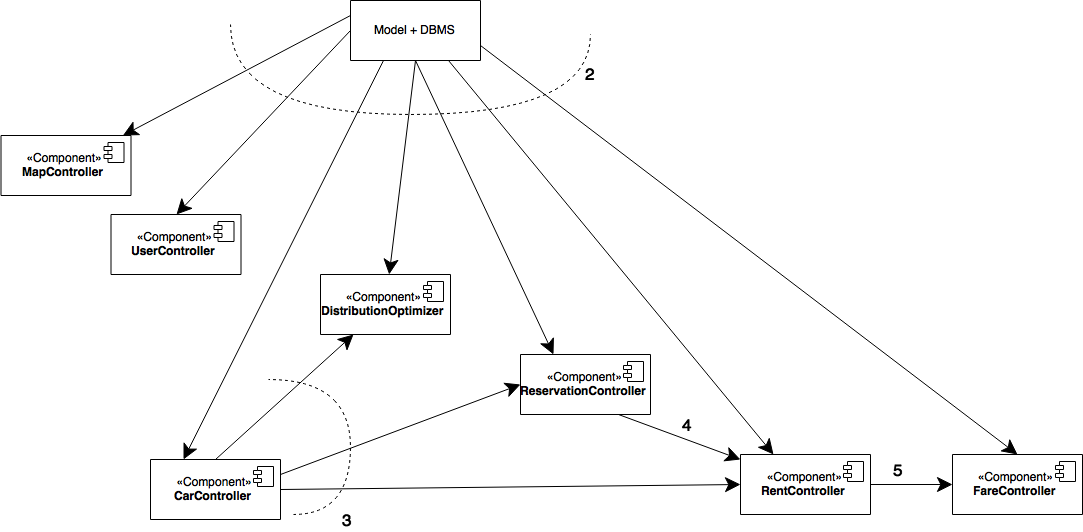 Model + DBMS
2
«Component»
MapController
«Component»
UserController
«Component»
DistributionOptimizer
«Component»
ReservationController
4
«Component»
CarController
3
«Component»
RentController
5
«Component»
FareController